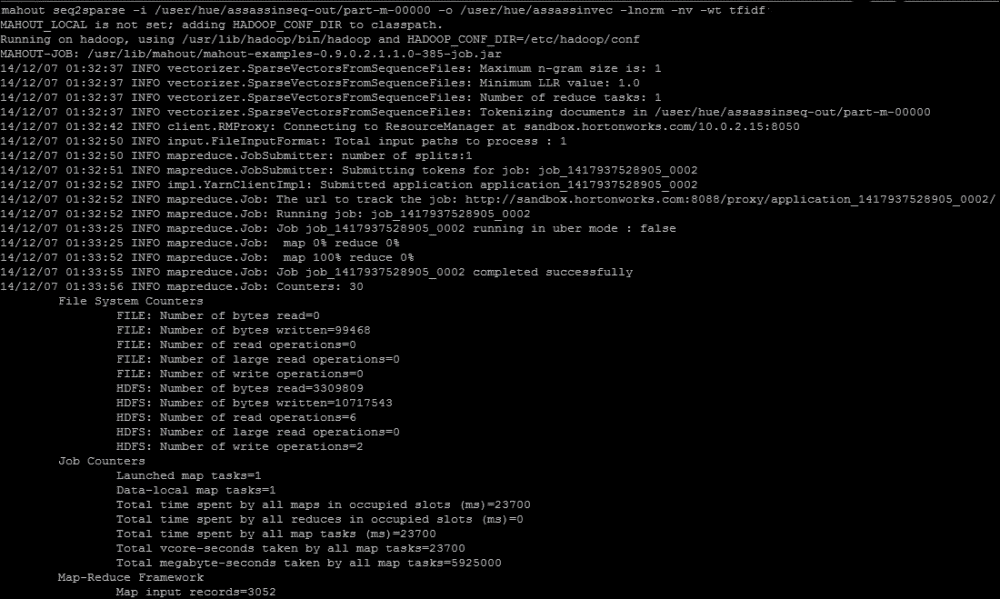 mahout seq2sparse -i /user/hue/assassinseq-out/part-m-00000 -o /user/hue/assassinvec -lnorm -nv -wt tfidf
MAHOUT_LOCAL is not set; adding HADOOP_CONF_DIR to classpath.
Running on hadoop, using /usr/lib/hadoop/bin/hadoop and HADOOP_CONF_DIR=/etc/hadoop/conf
MAHOUT-JOB: /usr/lib/mahout/mahout-examples-0.9.0.2.1.1.0-385-job.jar
14/12/07 01:32:37 INFO vectorizer.SparseVectorsFromSequenceFiles: Maximum n-gram size is: 1
14/12/07 01:32:37 INFO vectorizer.SparseVectorsFromSequenceFiles: Minimum LLR value: 1.0
14/12/07 01:32:37 INFO vectorizer.SparseVectorsFromSequenceFiles: Number of reduce tasks: 1
14/12/07 01:32:37 INFO vectorizer.SparseVectorsFromSequenceFiles: Tokenizing documents in /user/hue/assassinseq-out/part-m-00000
14/12/07 01:32:42 INFO client.RMProxy: Connecting to ResourceManager at sandbox.hortonworks.com/10.0.2.15:8050
14/12/07 01:32:50 INFO input.FileInputFormat: Total input paths to process : 1
14/12/07 01:32:50 INFO mapreduce.JobSubmitter: number of splits:1
14/12/07 01:32:51 INFO mapreduce.JobSubmitter: Submitting tokens for job: job_1417937528905_0002
14/12/07 01:32:52 INFO impl.YarnClientImpl: Submitted application application_1417937528905_0002
14/12/07 01:32:52 INFO mapreduce.Job: The url to track the job: http://sandbox.hortonworks.com:8088/proxy/application_1417937528905_0002/
14/12/07 01:32:52 INFO mapreduce.Job: Running job: job_1417937528905_0002
14/12/07 01:33:25 INFO mapreduce.Job: Job job_1417937528905_0002 running in uber mode : false
14/12/07 01:33:25 INFO mapreduce.Job:  map 0% reduce 0%
14/12/07 01:33:52 INFO mapreduce.Job:  map 100% reduce 0%
14/12/07 01:33:55 INFO mapreduce.Job: Job job_1417937528905_0002 completed successfully
14/12/07 01:33:56 INFO mapreduce.Job: Counters: 30
File System Counters
FILE: Number of bytes read=0
FILE: Number of bytes written=99468
FILE: Number of read operations=0
FILE: Number of large read operations=0
FILE: Number of write operations=0
HDFS: Number of bytes read=3309809
HDFS: Number of bytes written=10717543
HDFS: Number of read operations=6
HDFS: Number of large read operations=0
HDFS: Number of write operations=2
Job Counters
Launched map tasks=1
Data-local map tasks=1
Total time spent by all maps in occupied slots (ms)=23700
Total time spent by all reduces in occupied slots (ms)=0
Total time spent by all map tasks (ms)=23700
Total vcore-seconds taken by all map tasks=23700
Total megabyte-seconds taken by all map tasks=5925000
Map-Reduce Framework
Map input records=3052